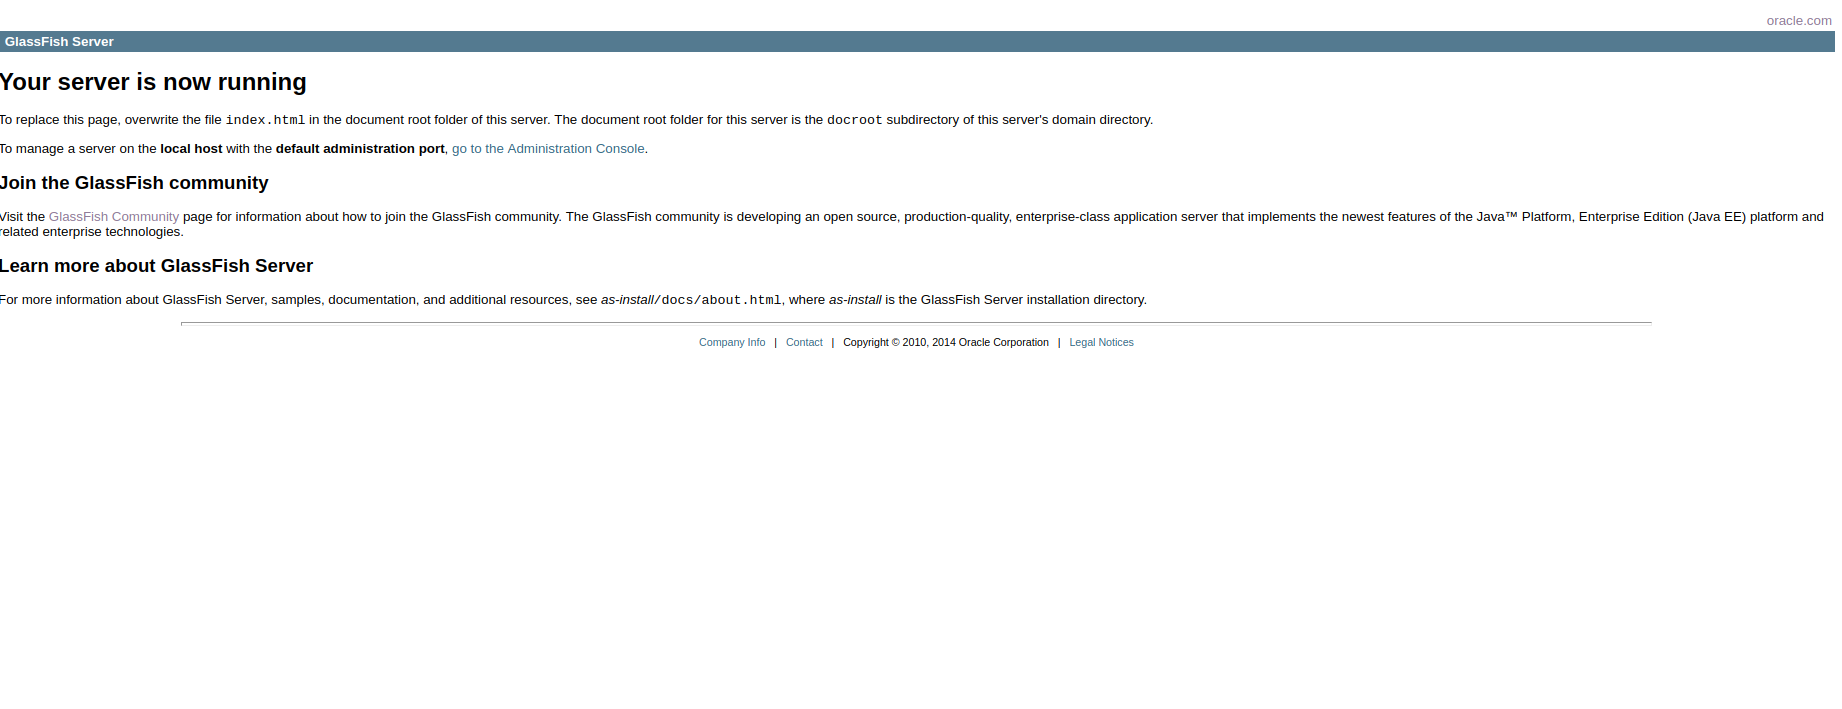 oracle.com
GlassFish Server
Your server is now running
To replace this page, overwrite the file index.html in the document root folder of this server. The document root folder for this server is the docroot subdirectory of this server's domain directory.
To manage a server on the local host with the default administration port, go to the Administration Console.
Join the GlassFish community
Visit the GlassFish Community page for information about how to join the GlassFish community. The GlassFish community is developing an open source, production-quality, enterprise-class application server that implements the newest features of the Java™ Platform, Enterprise Edition (Java EE) platform and
related enterprise technologies.
Learn more about GlassFish Server
For more information about GlassFish Server, samples, documentation, and additional resources, see as-install/docs/about.html, where as-install is the GlassFish Server installation directory.
Company Info | Contact | Copyright © 2010, 2014 Oracle Corporation | Legal Notices